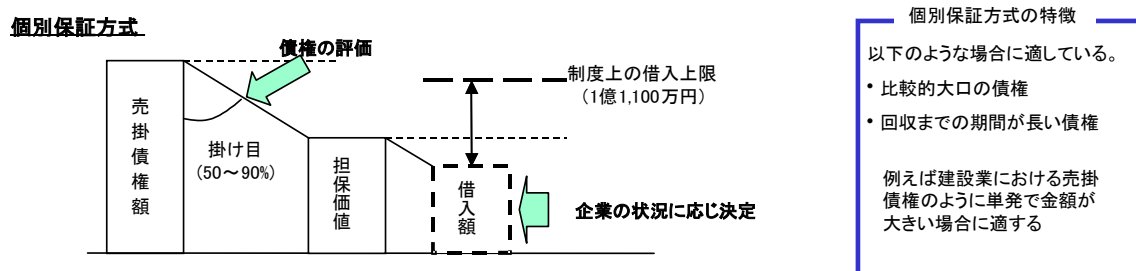 個別保証方式
債権の評価
制度上の借入上限
（1億1,100万円）
売掛債権額
掛け目
（50～90%）
担保価値
借入額
企業の状況に応じ決定
個別保証方式の特徴
以下のような場合に適している。
・比較的大口の債権
・回収までの期間が長い債権
例えば建設業における売掛
債権のように単発で金額が
大きい場合に適する